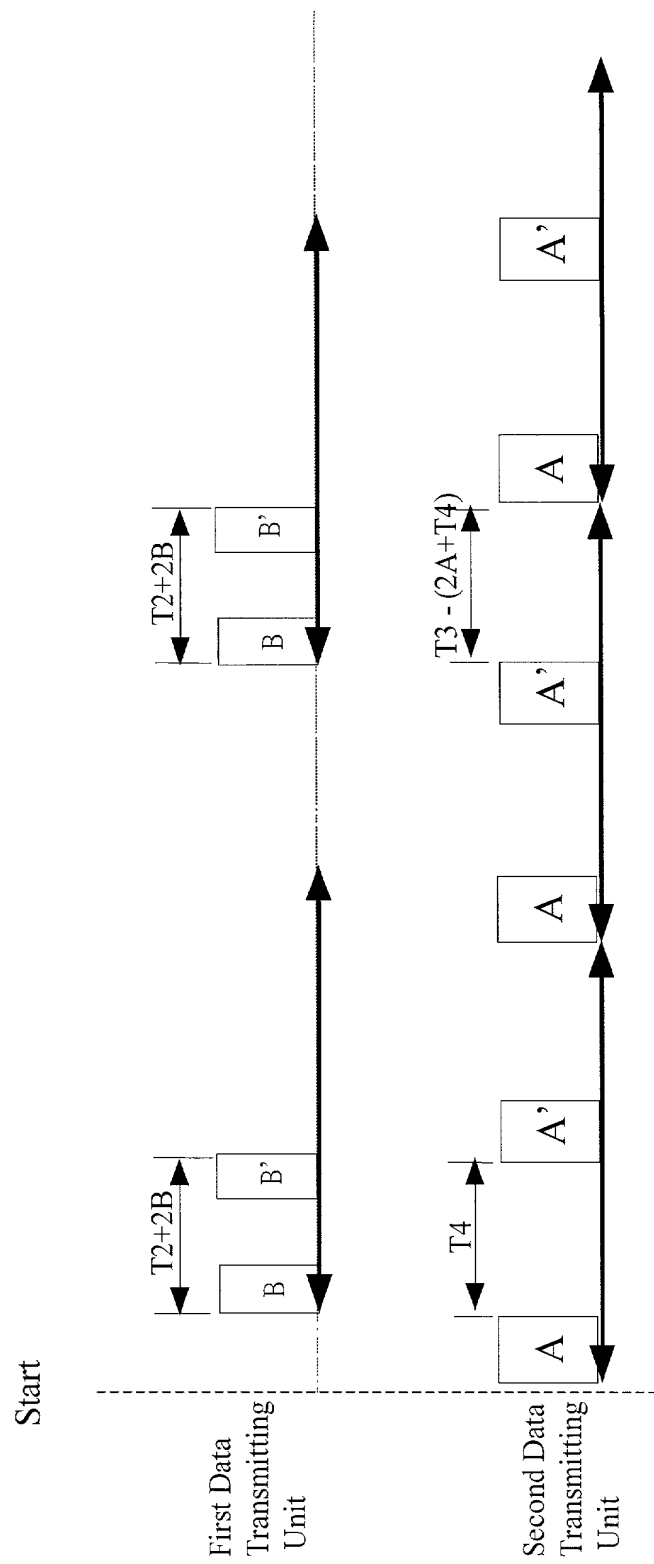 Start
First Data
Transmitting
Unit
T2+2B
B
B'
T2+2B
B
B'
Second Data
Transmitting
Unit
A
T4
A'
A
A'
T3 - (2A+T4)
A
A'